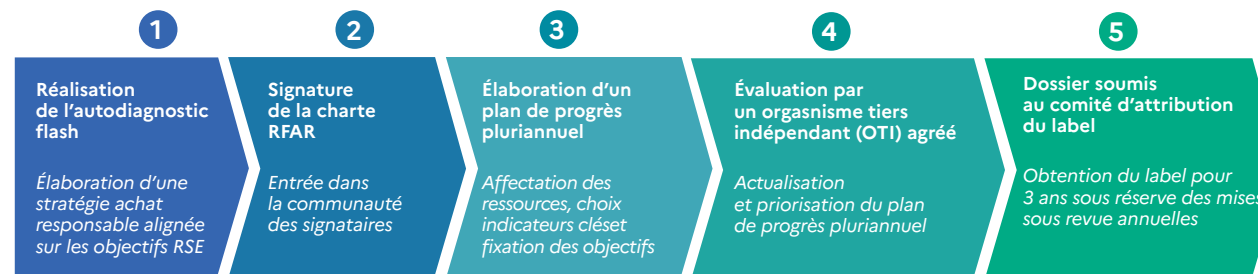 1
Réalisation
de l’autodiagnostic
flash
Élaboration d’une
stratégie achat
responsable alignée
sur les objectifs RSE
2
Signature
de la charte
RFAR
Entrée dans
la communauté
des signataires
3
Élaboration d’un
plan de progrès
pluriannuel
Affectation des
ressources, choix
indicateurs cléset
fixation des objectifs
4
Évaluation par
un orgasnisme tiers
indépendant (OTI) agréé
Actualisation
et priorisation du plan
de progrès pluriannuel
5
Dossier soumis
au comité d’attribution
du label
Obtention du label pour
3 ans sous réserve des mises
sous revue annuelles